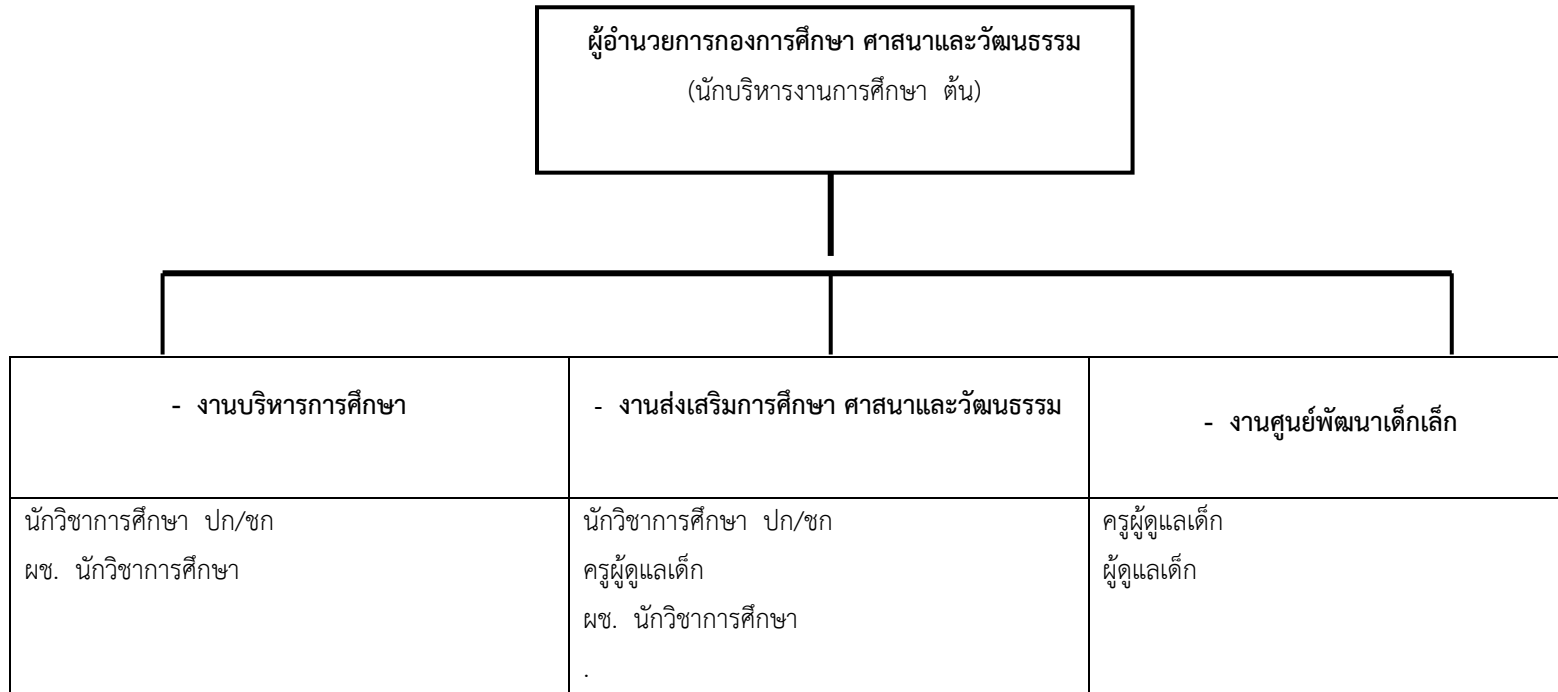 ผู้อำนวยการกองการศึกษา ศาสนาและวัฒนธรรม
(นักบริหารงานการศึกษา ต้น)
- งานบริหารการศึกษา
- งานส่งเสริมการศึกษา ศาสนาและวัฒนธรรม
- งานศูนย์พัฒนาเด็กเล็ก
นักวิชาการศึกษา ปก/ชก
ผช. นักวิชาการศึกษา
นักวิชาการศึกษา ปก/ชก
ครูผู้ดูแลเด็ก
ผช. นักวิชาการศึกษา
.
ครูผู้ดูแลเด็ก
ผู้ดูแลเด็ก